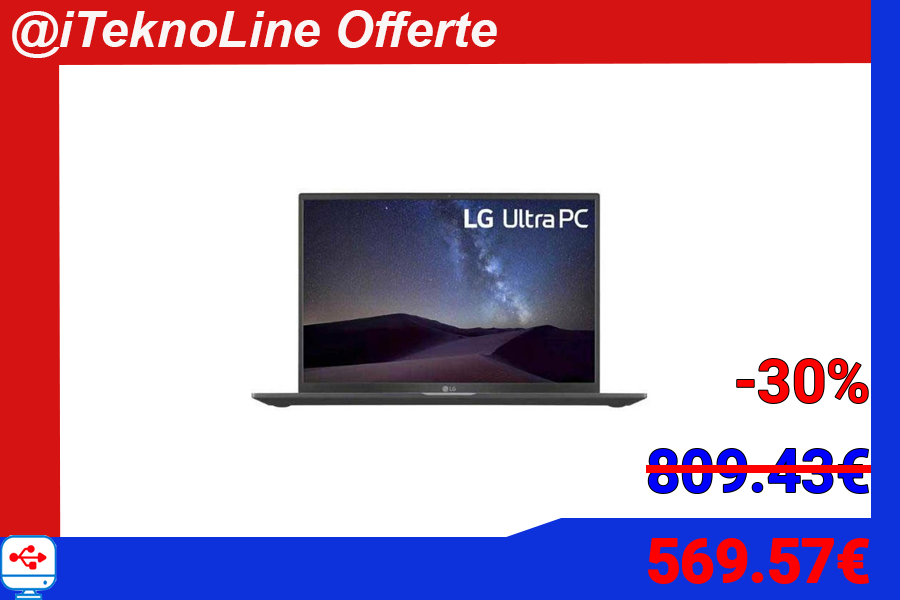 @iTeknoLine Offerte
LG UltraPC
LG
-30%
809.43€
569.57€